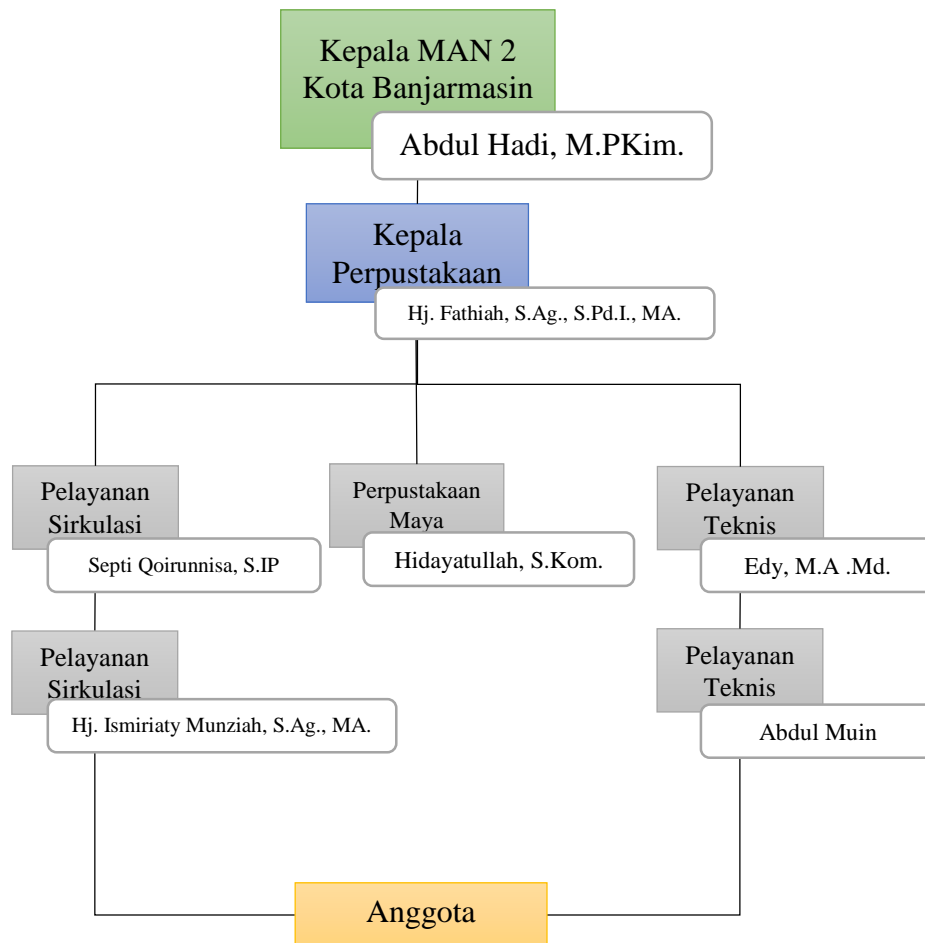 Kepala MAN 2
Kota Banjarmasin
Abdul Hadi, M.PKim.
Kepala
Perpustakaan
Hj. Fathiah, S.Ag., S.Pd.I., MA.
Pelayanan
Sirkulasi
Septi Qoirunnisa, S.IP
Perpustakaan
Maya
Hidayatullah, S.Kom.
Pelayanan
Teknis
Edy, M.A .Md.
Pelayanan
Sirkulasi
Hj. Ismiriaty Munziah, S.Ag., MA.
Pelayanan
Teknis
Abdul Muin
Anggota